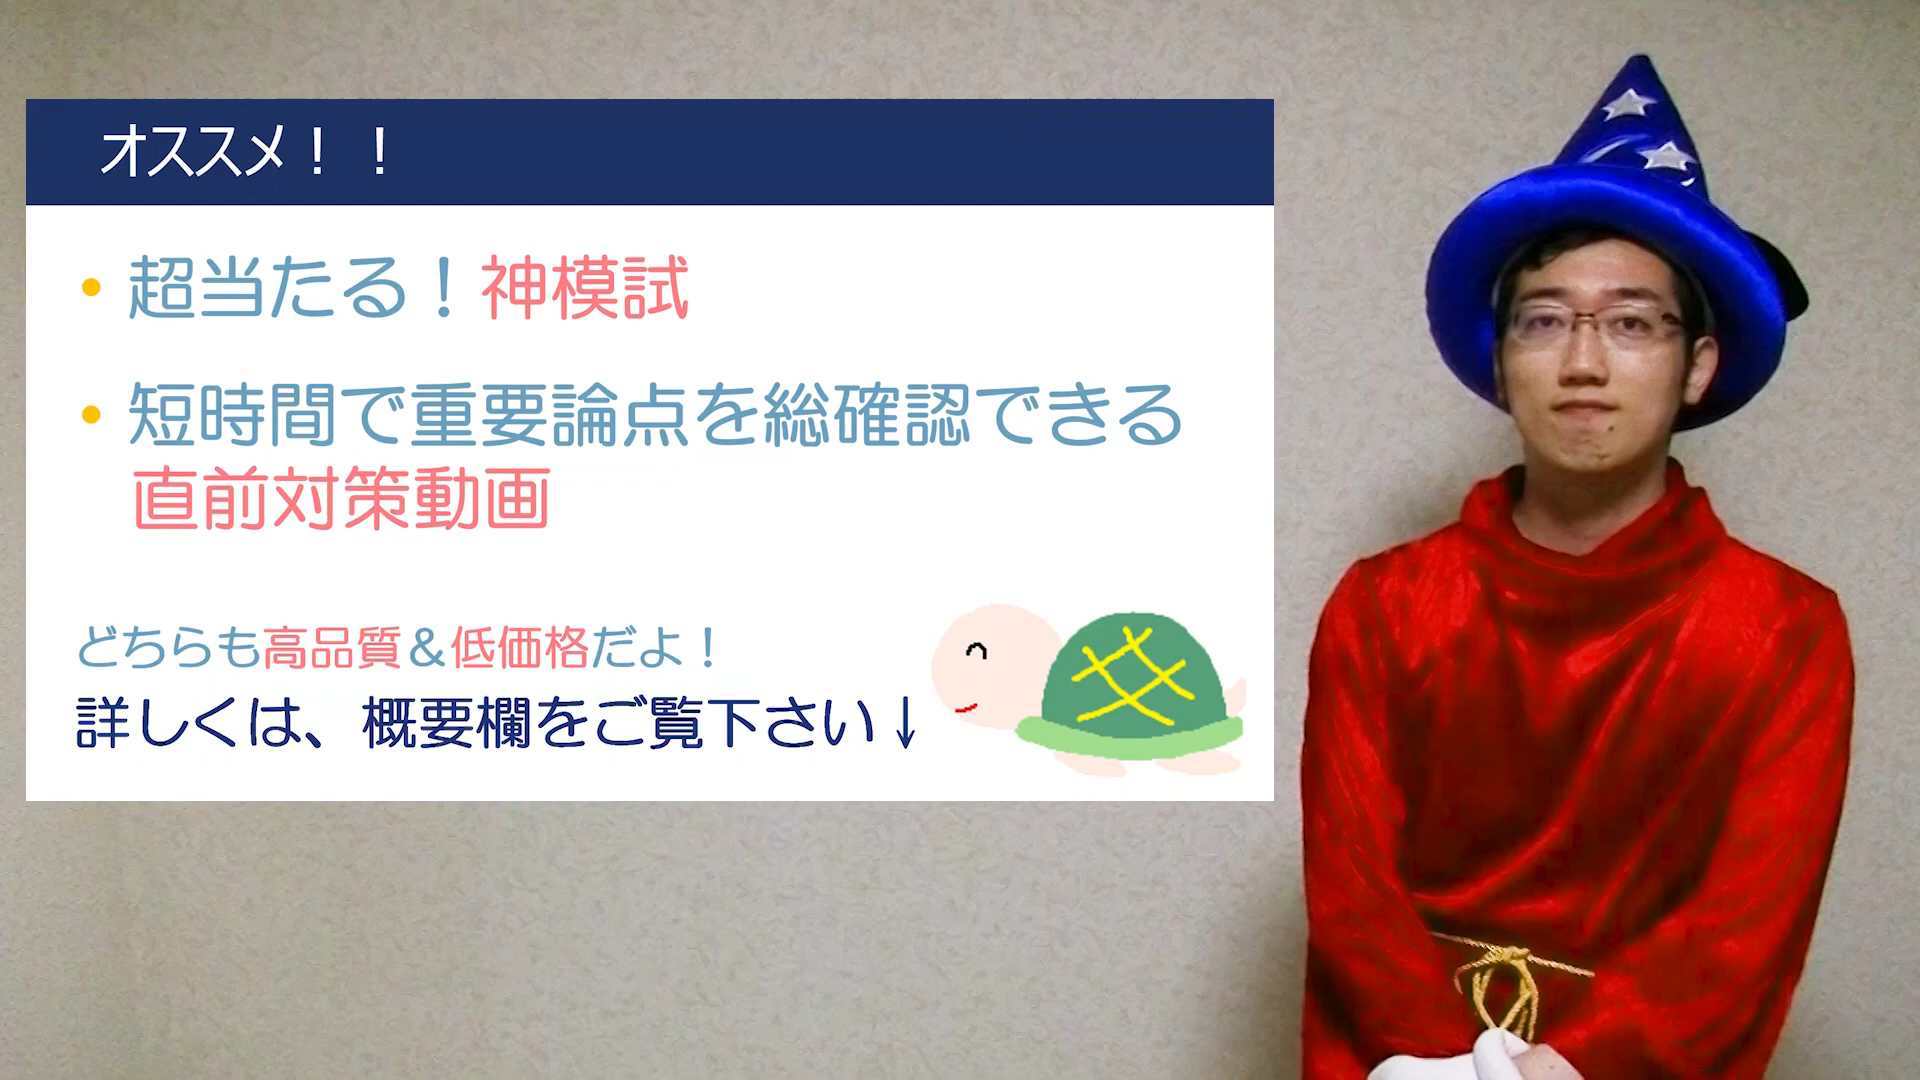 オススメ！！
• 超当たる！神模試
• 短時間で重要論点を総確認できる
直前対策動画
どちらも高品質＆低価格だよ！
詳しくは、概要欄をご覧下さい↓